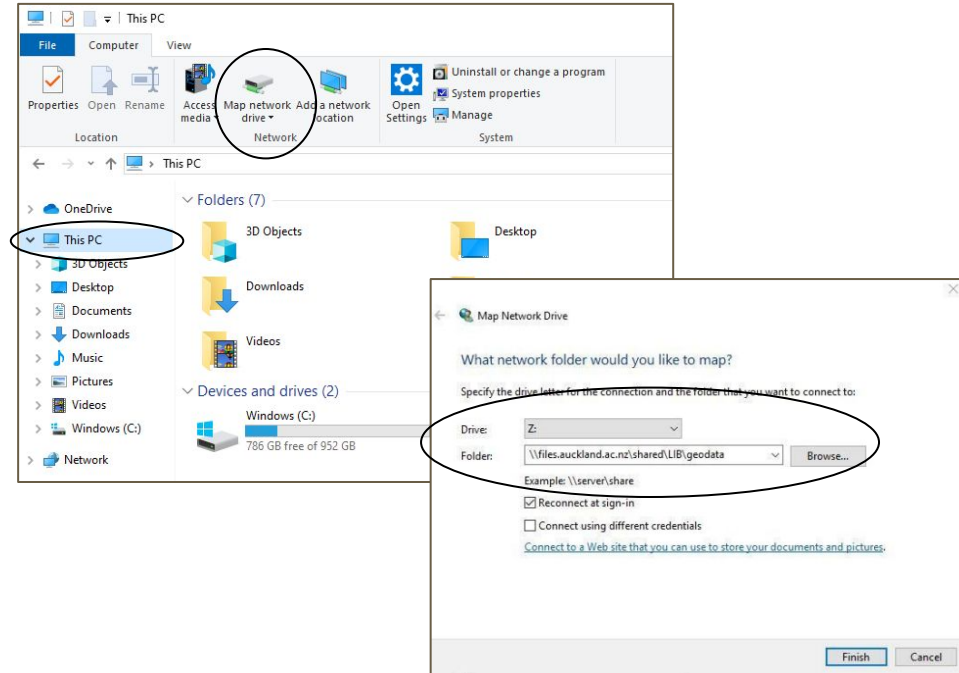 This PC
File Computer View
Properties Open Rename
Access media
Map network drive
Add a network location
Open Settings
Uninstall or change a program
System properties
Manage
Location Network System
This PC
OneDrive
This PC
3D Objects
Desktop
Documents
Downloads
Music
Pictures
Videos
Windows (C:)
Network
Folders (7)
3D Objects Desktop
Downloads
Videos
Devices and drives (2)
Windows (C:)
786 GB free of 952 GB
Map Network Drive
What network folder would you like to map?
Specify the drive letter for the connection and the folder that you want to connect to:
Drive: Z:
Folder: \\files.auckland.ac.nz\shared\LIB\geodata Browse...
Example: \\server\share
Reconnect at sign-in
Connect using different credentials
Connect to a Web site that you can use to store your documents and pictures.
Finish Cancel